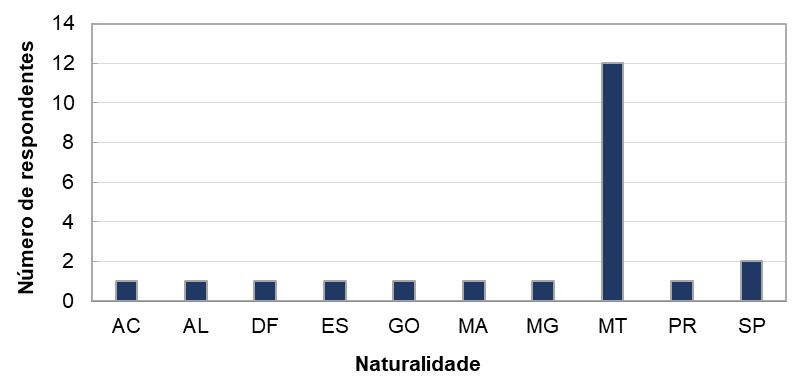 14
12
10
8
6
4
2
0
Número de respondentes
AC AL DF ES GO MA MG MT PR SP
Naturalidade